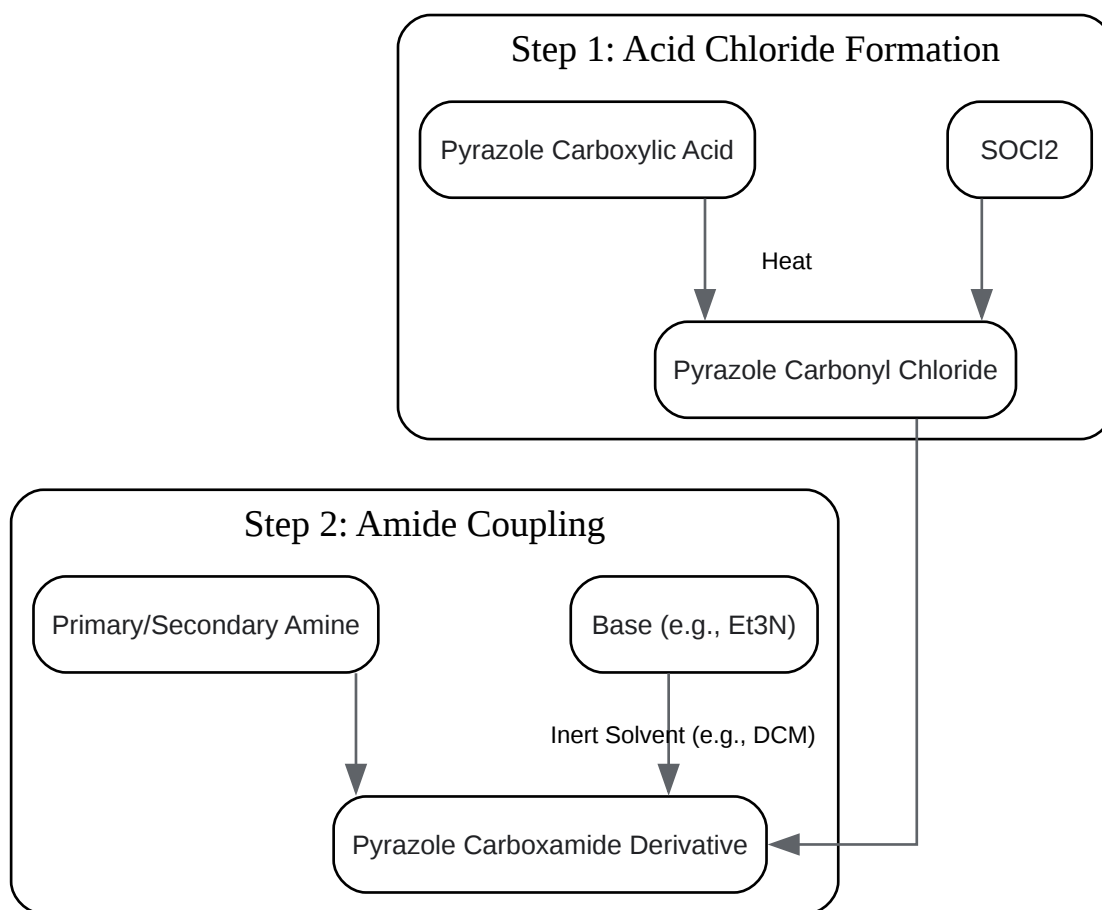 Step 1: Acid Chloride Formation
Pyrazole Carboxylic Acid
SOCl2
Heat
Pyrazole Carbonyl Chloride
Step 2: Amide Coupling
Primary/Secondary Amine
Base (e.g., Et3N)
Inert Solvent (e.g., DCM)
Pyrazole Carboxamide Derivative